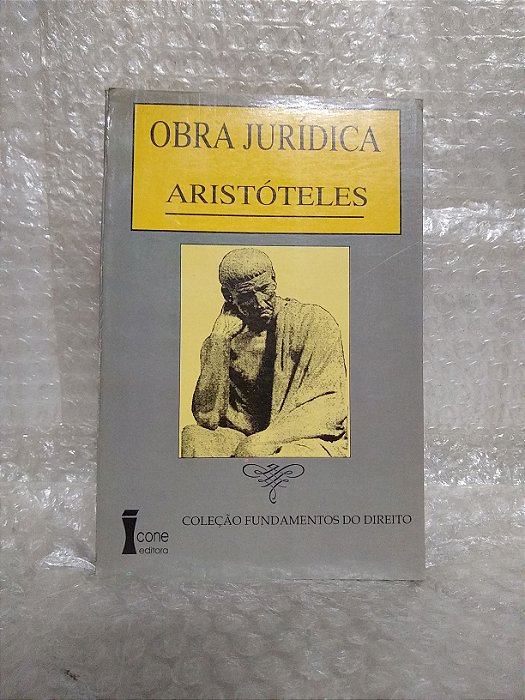 OBRA JURÍDICA
ARISTÓTELES
COLEÇÃO FUNDAMENTOS DO DIREITO
Ícone
editora